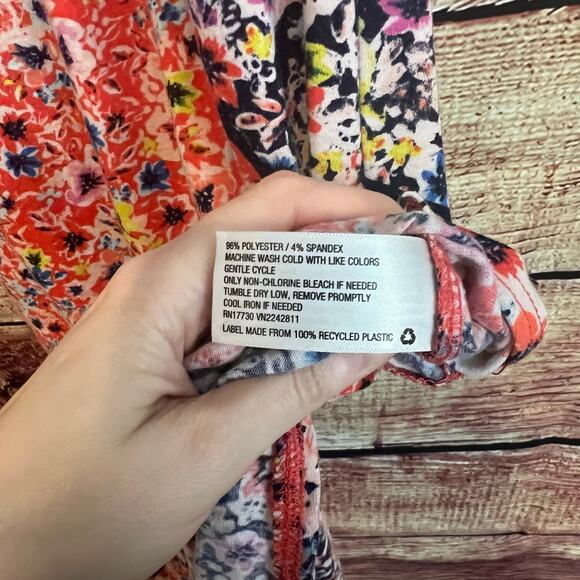 96% POLYESTER / 4% SPANDEX
MACHINE WASH COLD WITH LIKE COLORS
GENTLE CYCLE
ONLY NON-CHLORINE BLEACH IF NEEDED
TUMBLE DRY LOW, REMOVE PROMPTLY
COOL IRON IF NEEDED
RN17730 VN2242811
LABEL MADE FROM 100% RECYCLED PLASTIC